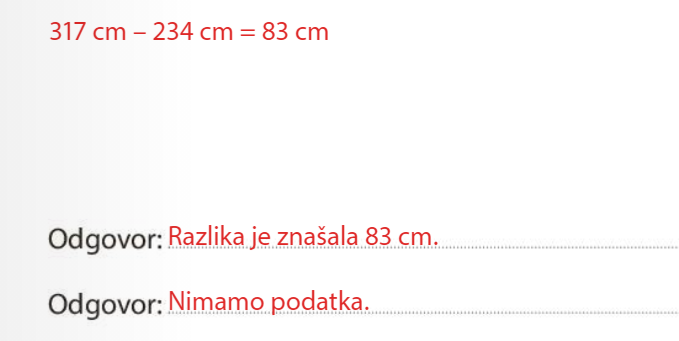 317 cm – 234 cm = 83 cm
Odgovor: Razlika je znašala 83 cm.
Odgovor: Nimamo podatka.